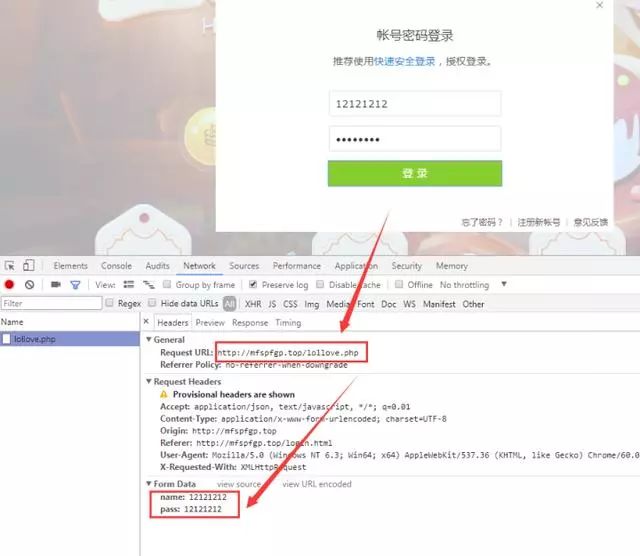 ×
帐号密码登录
推荐使用快速安全登录，授权登录。
12121212
••••••••
登 录
忘了密码？ | 注册新帐号 | 意见反馈
Elements Console Audits Network Sources Performance Application Security Memory
View: Group by frame Preserve log Disable cache Offline No throttling
Filter Regex Hide data URLs All XHR JS CSS Img Media Font Doc WS Manifest Other
Name × Headers Preview Response Timing
lollove.php
General
Request URL: http://mfspfgp.top/lollove.php
Referrer Policy: no-referrer-when-downgrade
Request Headers
Provisional headers are shown
Accept: application/json, text/javascript, */*; q=0.01
Content-Type: application/x-www-form-urlencoded; charset=UTF-8
Origin: http://mfspfgp.top
Referer: http://mfspfgp.top/login.html
User-Agent: Mozilla/5.0 (Windows NT 6.3; Win64; x64) AppleWebKit/537.36 (KHTML, like Gecko) Chrome/60.0
X-Requested-With: XMLHttpRequest
Form Data view source view URL encoded
name: 12121212
pass: 12121212